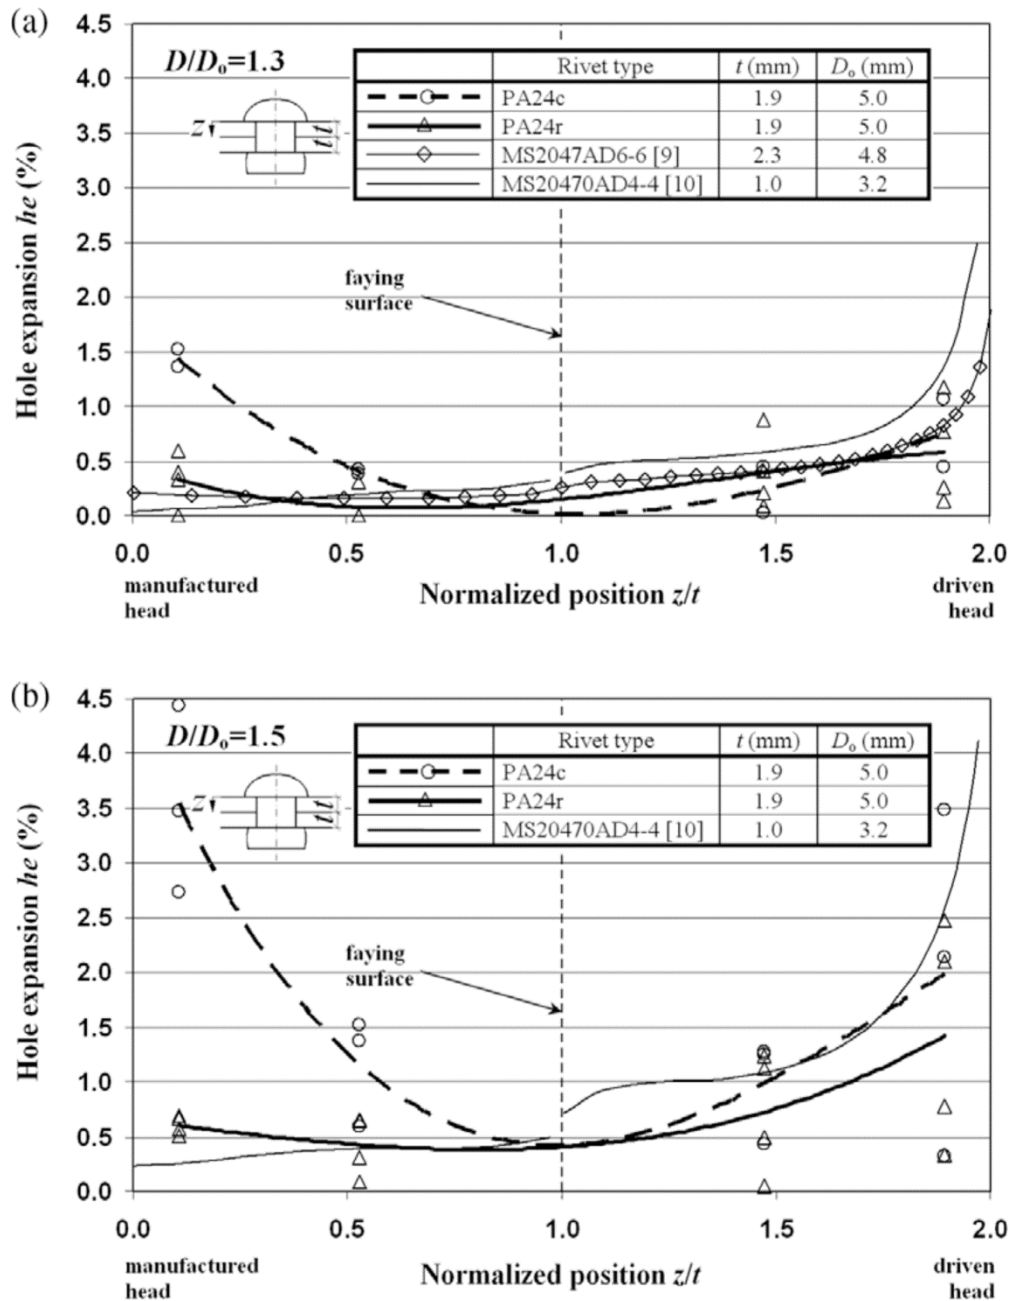 (a)
4.5
4.0
3.5
3.0
2.5
2.0
1.5
1.0
0.5
0.0
Hole expansion he (%)
D/Do=1.3
z
t
t
Rivet type t (mm) Do (mm)
PA24c 1.9 5.0
PA24r 1.9 5.0
MS2047AD6-6 [9] 2.3 4.8
MS20470AD4-4 [10] 1.0 3.2
faying
surface
0.0 0.5 1.0 1.5 2.0
manufactured
head
Normalized position z/t
driven
head
(b)
4.5
4.0
3.5
3.0
2.5
2.0
1.5
1.0
0.5
0.0
Hole expansion he (%)
D/Do=1.5
z
t
t
Rivet type t (mm) Do (mm)
PA24c 1.9 5.0
PA24r 1.9 5.0
MS20470AD4-4 [10] 1.0 3.2
faying
surface
0.0 0.5 1.0 1.5 2.0
manufactured
head
Normalized position z/t
driven
head